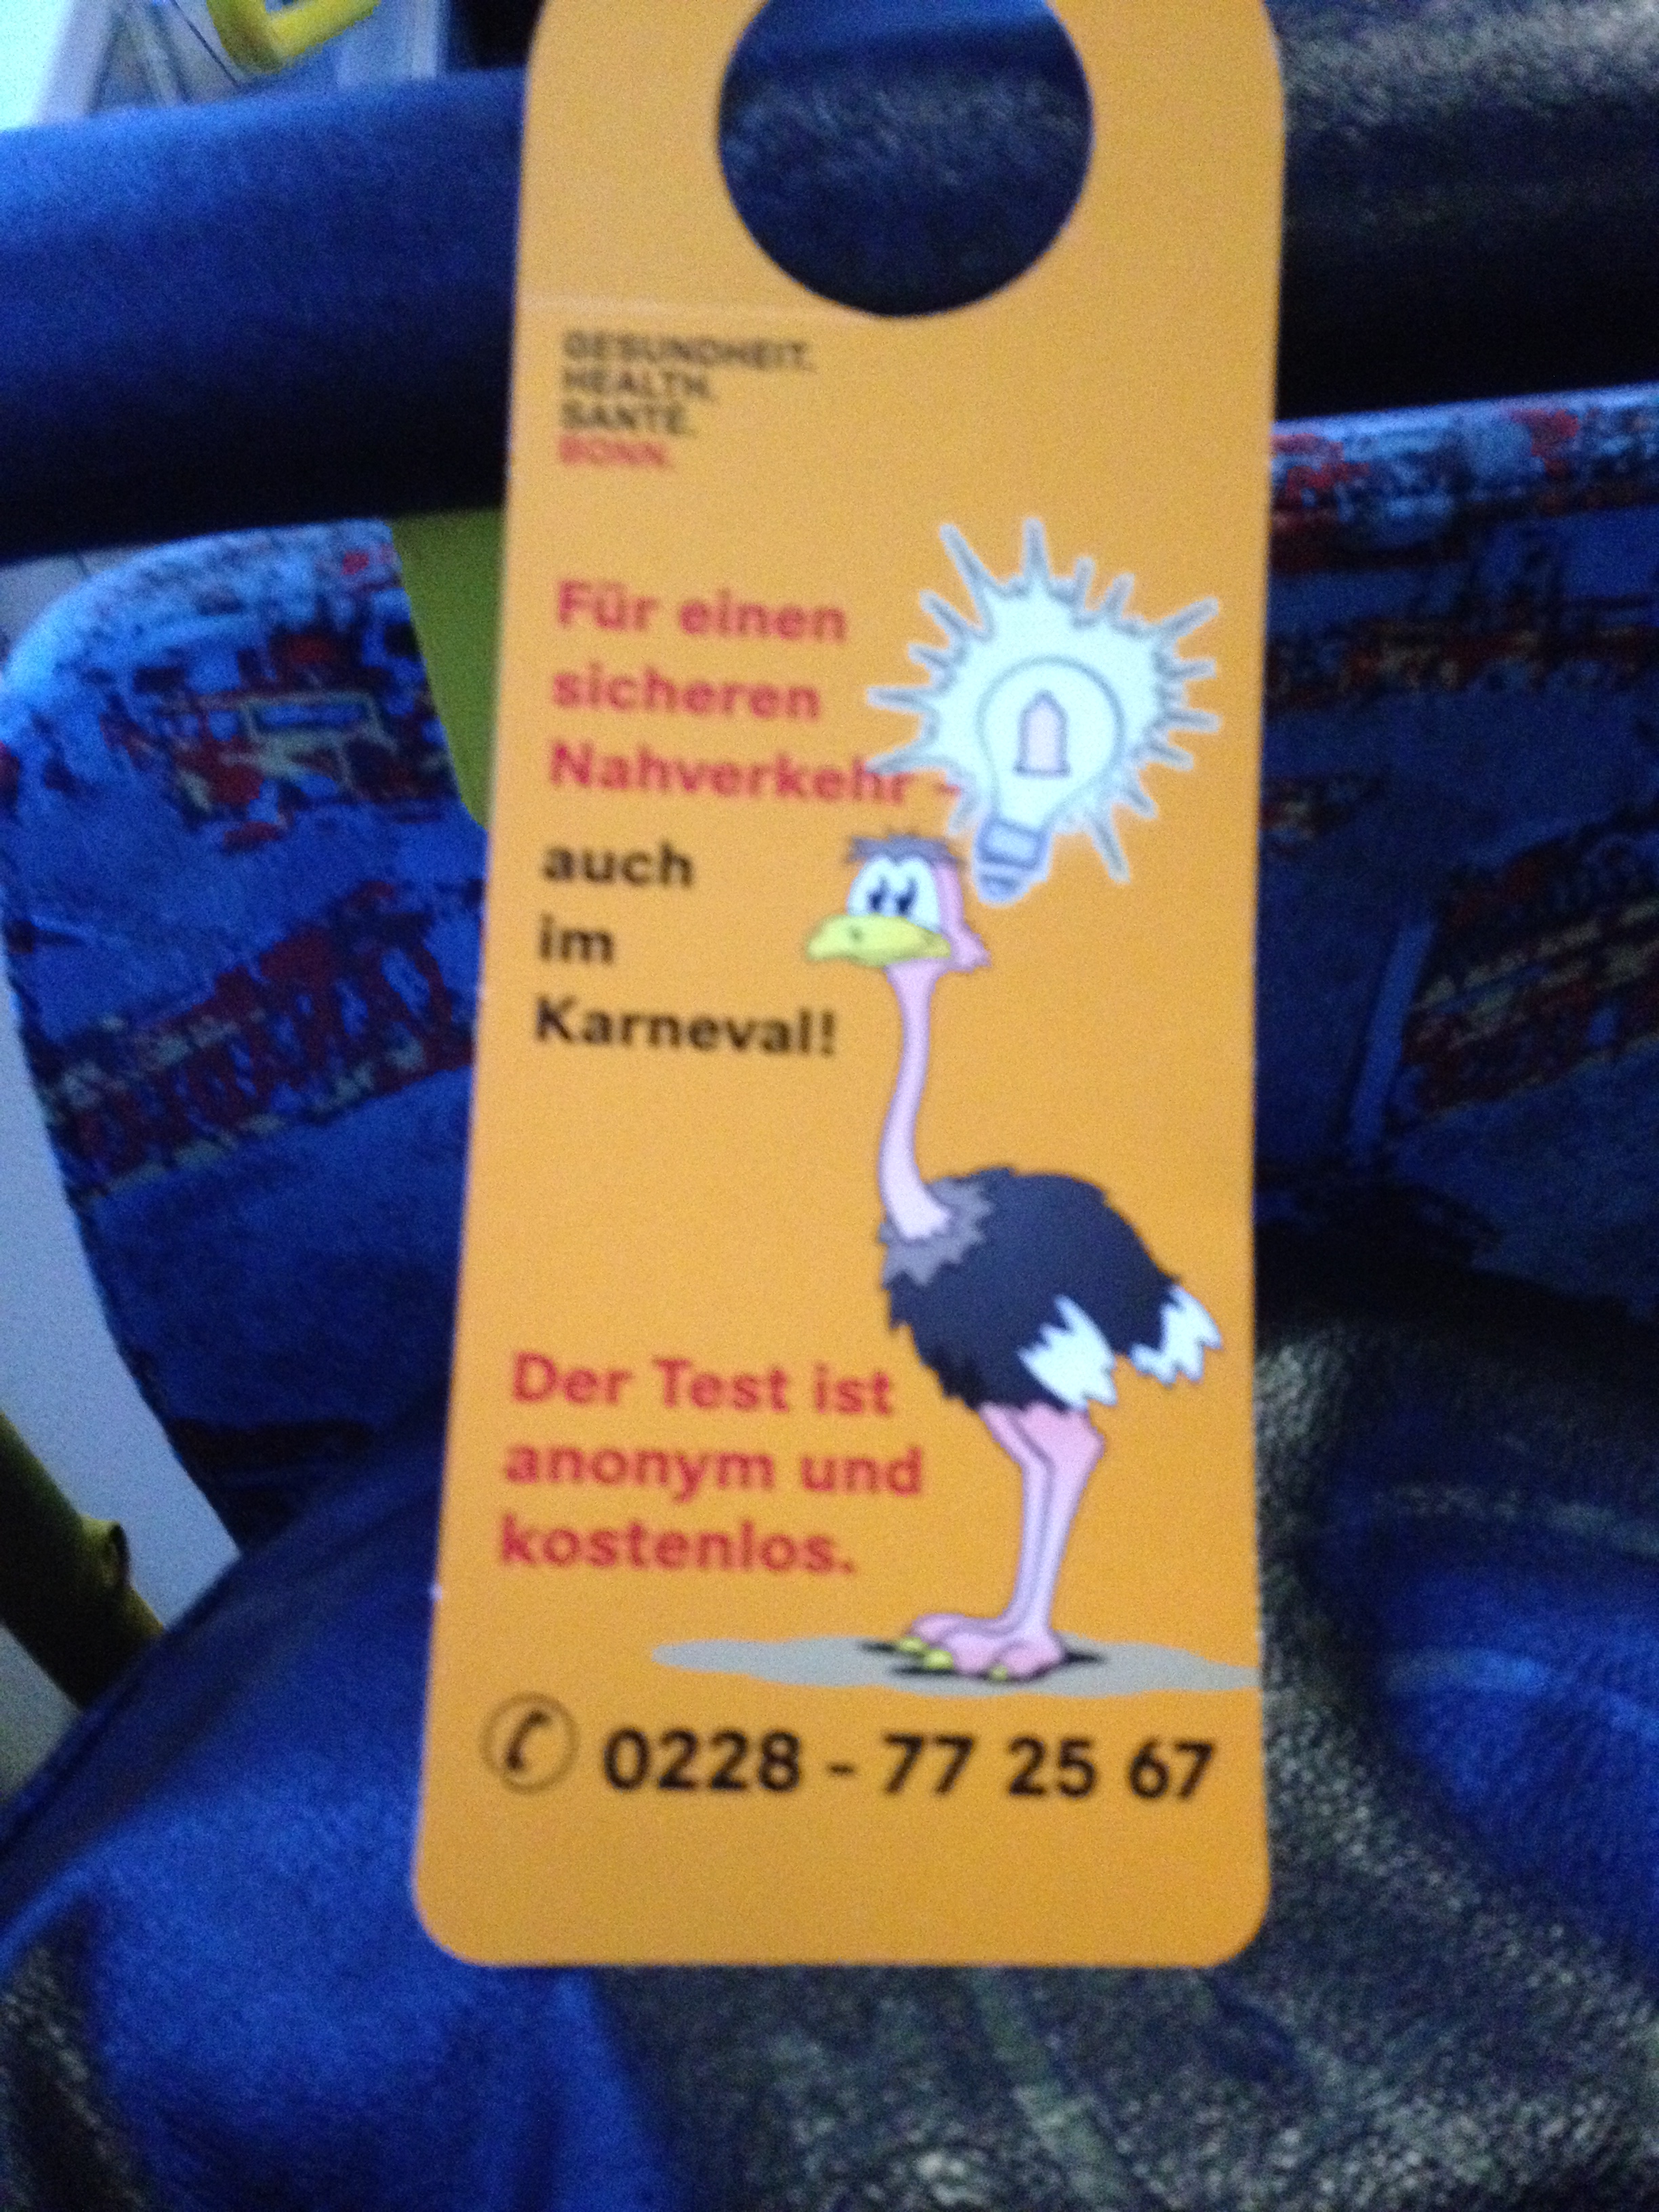 GESUNDHEIT.
HEALTH.
SANTÉ.
BONN.
Für einen
sicheren
Nahverkehr -
auch
im
Karneval!
Der Test ist
anonym und
kostenlos.
0228 - 77 25 67